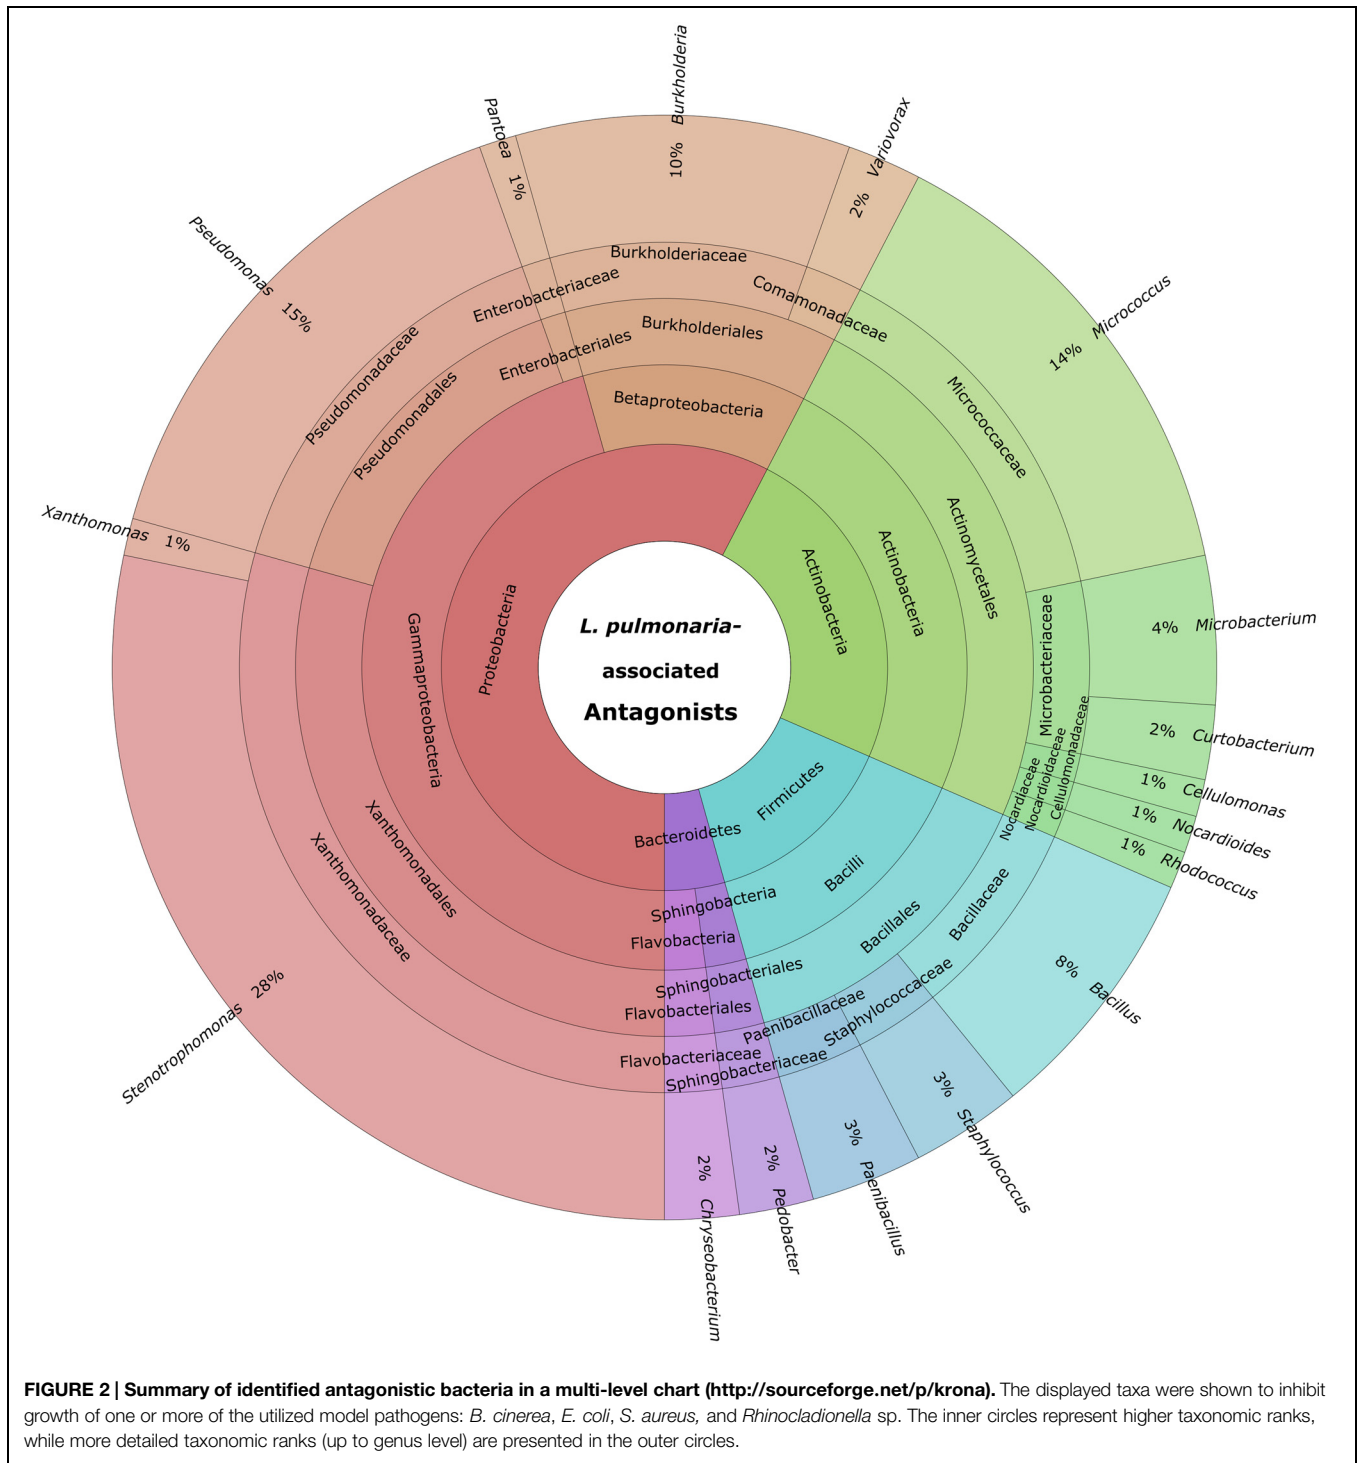 Burkholderia
10%
Pantoea
1%
Variovorax
2%
Pseudomonas
15%
Burkholderiaceae
Enterobacteriaceae
Comamonadaceae
Micrococcus
14%
Burkholderiales
Enterobacteriales
Pseudomonadaceae
Pseudomonadales
Betaproteobacteria
Micrococcaceae
Xanthomonas
1%
Actinomycetales
Actinobacteria
Actinobacteria
Proteobacteria
Gammaproteobacteria
L. pulmonaria-
associated
Antagonists
Microbacteriaceae
4%
Microbacterium
2%
Curtobacterium
1%
Cellulomonas
1%
Nocardioides
1%
Rhodococcus
Nocardiaceae
Nocardioidaceae
Cellulomonadaceae
Firmicutes
Bacteroidetes
Bacilli
Bacillales
Bacillaceae
8%
Bacillus
Xanthomonadales
Xanthomonadaceae
Sphingobacteria
Flavobacteria
Sphingobacteriales
Flavobacteriales
Paenibacillaceae
Staphylococcaceae
Flavobacteriaceae
Sphingobacteriaceae
28%
Stenotrophomonas
3%
Staphylococcus
3%
Paenibacillus
2%
Pedobacter
2%
Chryseobacterium
FIGURE 2 | Summary of identified antagonistic bacteria in a multi-level chart (http://sourceforge.net/p/krona). The displayed taxa were shown to inhibit
growth of one or more of the utilized model pathogens: B. cinerea, E. coli, S. aureus, and Rhinocladionella sp. The inner circles represent higher taxonomic ranks,
while more detailed taxonomic ranks (up to genus level) are presented in the outer circles.